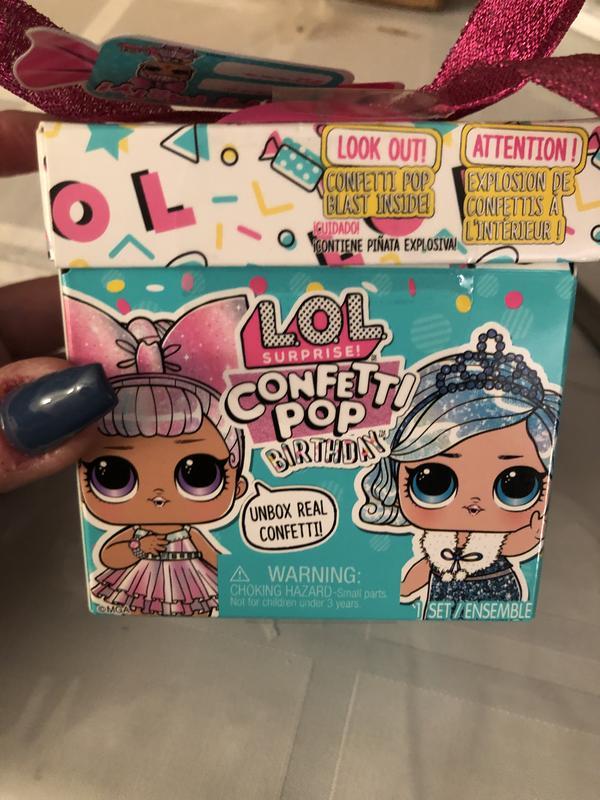 LOOK OUT!
CONFETTI POP
BLAST INSIDE!
¡CUIDADO!
¡CONTIENE PIÑATA EXPLOSIVA!
ATTENTION !
EXPLOSION DE
CONFETTIS À
L'INTÉRIEUR !
O L
L.O.L.
SURPRISE!
CONFETTI
POP
BIRTHDAY™
UNBOX REAL
CONFETTI!
WARNING:
CHOKING HAZARD-Small parts.
Not for children under 3 years.
©MGA
1 SET / ENSEMBLE